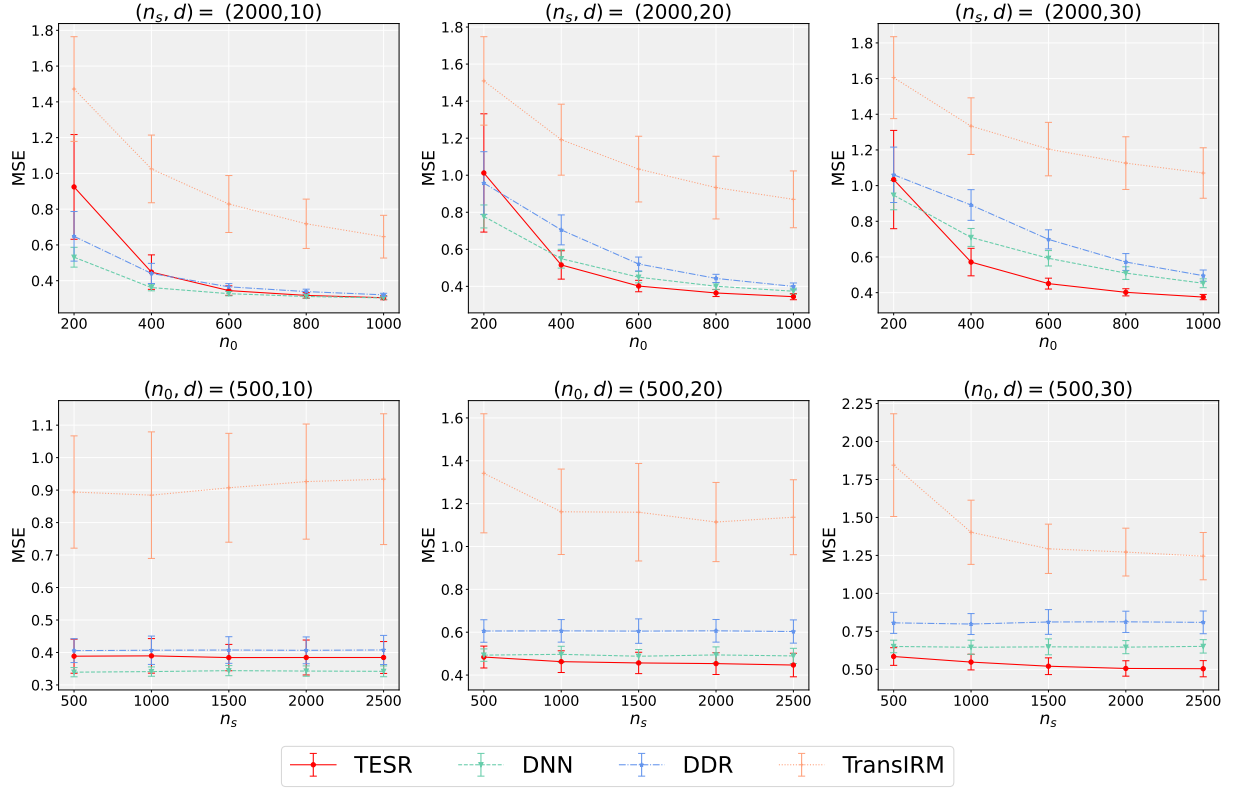 (n_s, d) = (2000,10)
MSE
1.8
1.6
1.4
1.2
1.0
0.8
0.6
0.4
200 400 600 800 1000
n_0
(n_s, d) = (2000,20)
MSE
1.8
1.6
1.4
1.2
1.0
0.8
0.6
0.4
200 400 600 800 1000
n_0
(n_s, d) = (2000,30)
MSE
1.8
1.6
1.4
1.2
1.0
0.8
0.6
0.4
200 400 600 800 1000
n_0
(n_0, d) = (500,10)
MSE
1.1
1.0
0.9
0.8
0.7
0.6
0.5
0.4
0.3
500 1000 1500 2000 2500
n_s
(n_0, d) = (500,20)
MSE
1.6
1.4
1.2
1.0
0.8
0.6
0.4
500 1000 1500 2000 2500
n_s
(n_0, d) = (500,30)
MSE
2.25
2.00
1.75
1.50
1.25
1.00
0.75
0.50
500 1000 1500 2000 2500
n_s
TESR DNN DDR TransIRM